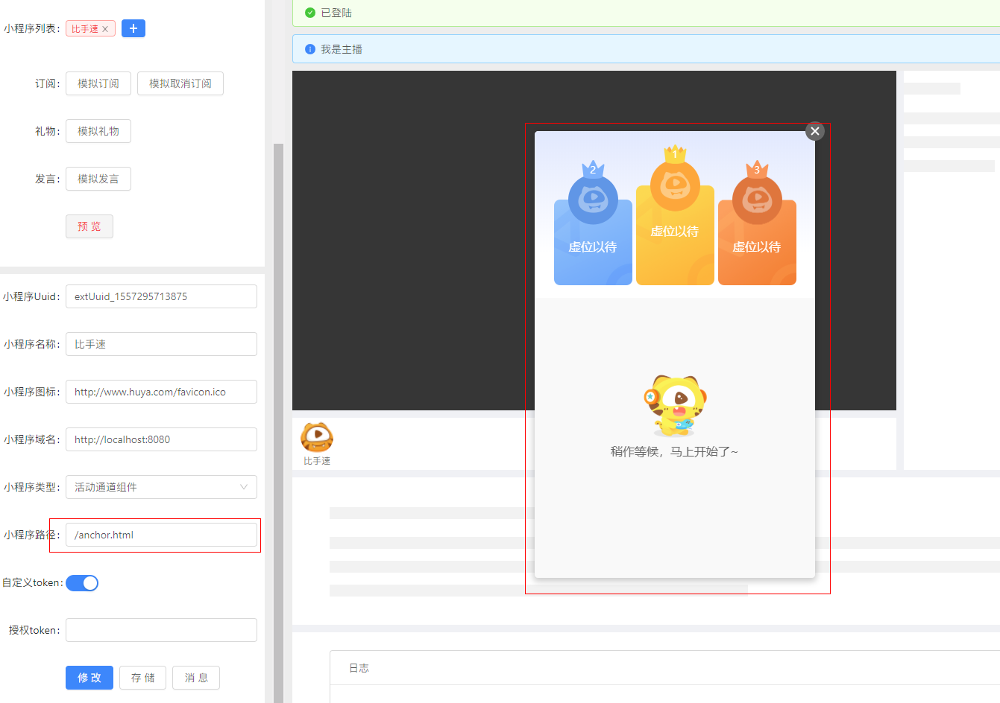 小程序列表:
比手速
订阅:
模拟订阅
模拟取消订阅
礼物:
模拟礼物
发言:
模拟发言
预 览
小程序Uuid:
extUuid_1557295713875
小程序名称:
比手速
小程序图标:
http://www.huya.com/favicon.ico
小程序域名:
http://localhost:8080
小程序类型:
活动通道组件
小程序路径:
/anchor.html
自定义token:
授权token:
修 改
存 储
消 息
已登陆
我是主播
2
1
3
虚位以待
虚位以待
虚位以待
稍作等候，马上开始了~
比手速
日志